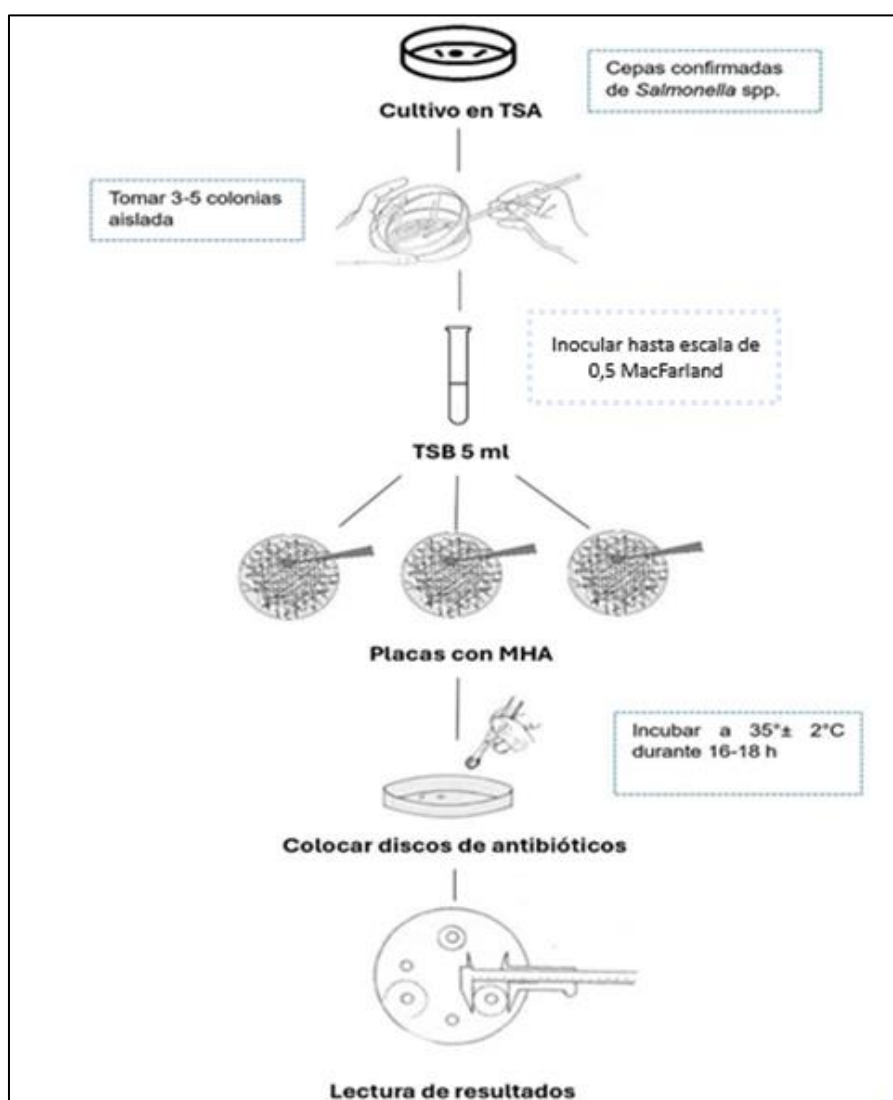 Cepas confirmadas
de Salmonella spp.
Cultivo en TSA
Tomar 3-5 colonias
aislada
Inocular hasta escala de
0,5 MacFarland
TSB 5 ml
Placas con MHA
Incubar a 35°± 2°C
durante 16-18 h
Colocar discos de antibióticos
Lectura de resultados